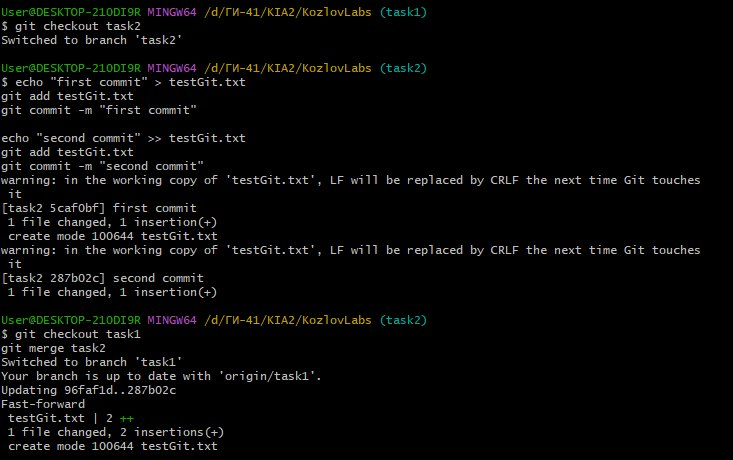 User@DESKTOP-21ODI9R MINGW64 /d/ГИ-41/KIA2/KozlovLabs (task1)
$ git checkout task2
Switched to branch 'task2'

User@DESKTOP-21ODI9R MINGW64 /d/ГИ-41/KIA2/KozlovLabs (task2)
$ echo "first commit" > testGit.txt
git add testGit.txt
git commit -m "first commit"

echo "second commit" >> testGit.txt
git add testGit.txt
git commit -m "second commit"
warning: in the working copy of 'testGit.txt', LF will be replaced by CRLF the next time Git touches
 it
[task2 5caf0bf] first commit
 1 file changed, 1 insertion(+)
 create mode 100644 testGit.txt
warning: in the working copy of 'testGit.txt', LF will be replaced by CRLF the next time Git touches
 it
[task2 287b02c] second commit
 1 file changed, 1 insertion(+)

User@DESKTOP-21ODI9R MINGW64 /d/ГИ-41/KIA2/KozlovLabs (task2)
$ git checkout task1
git merge task2
Switched to branch 'task1'
Your branch is up to date with 'origin/task1'.
Updating 96faf1d..287b02c
Fast-forward
 testGit.txt | 2 ++
 1 file changed, 2 insertions(+)
 create mode 100644 testGit.txt